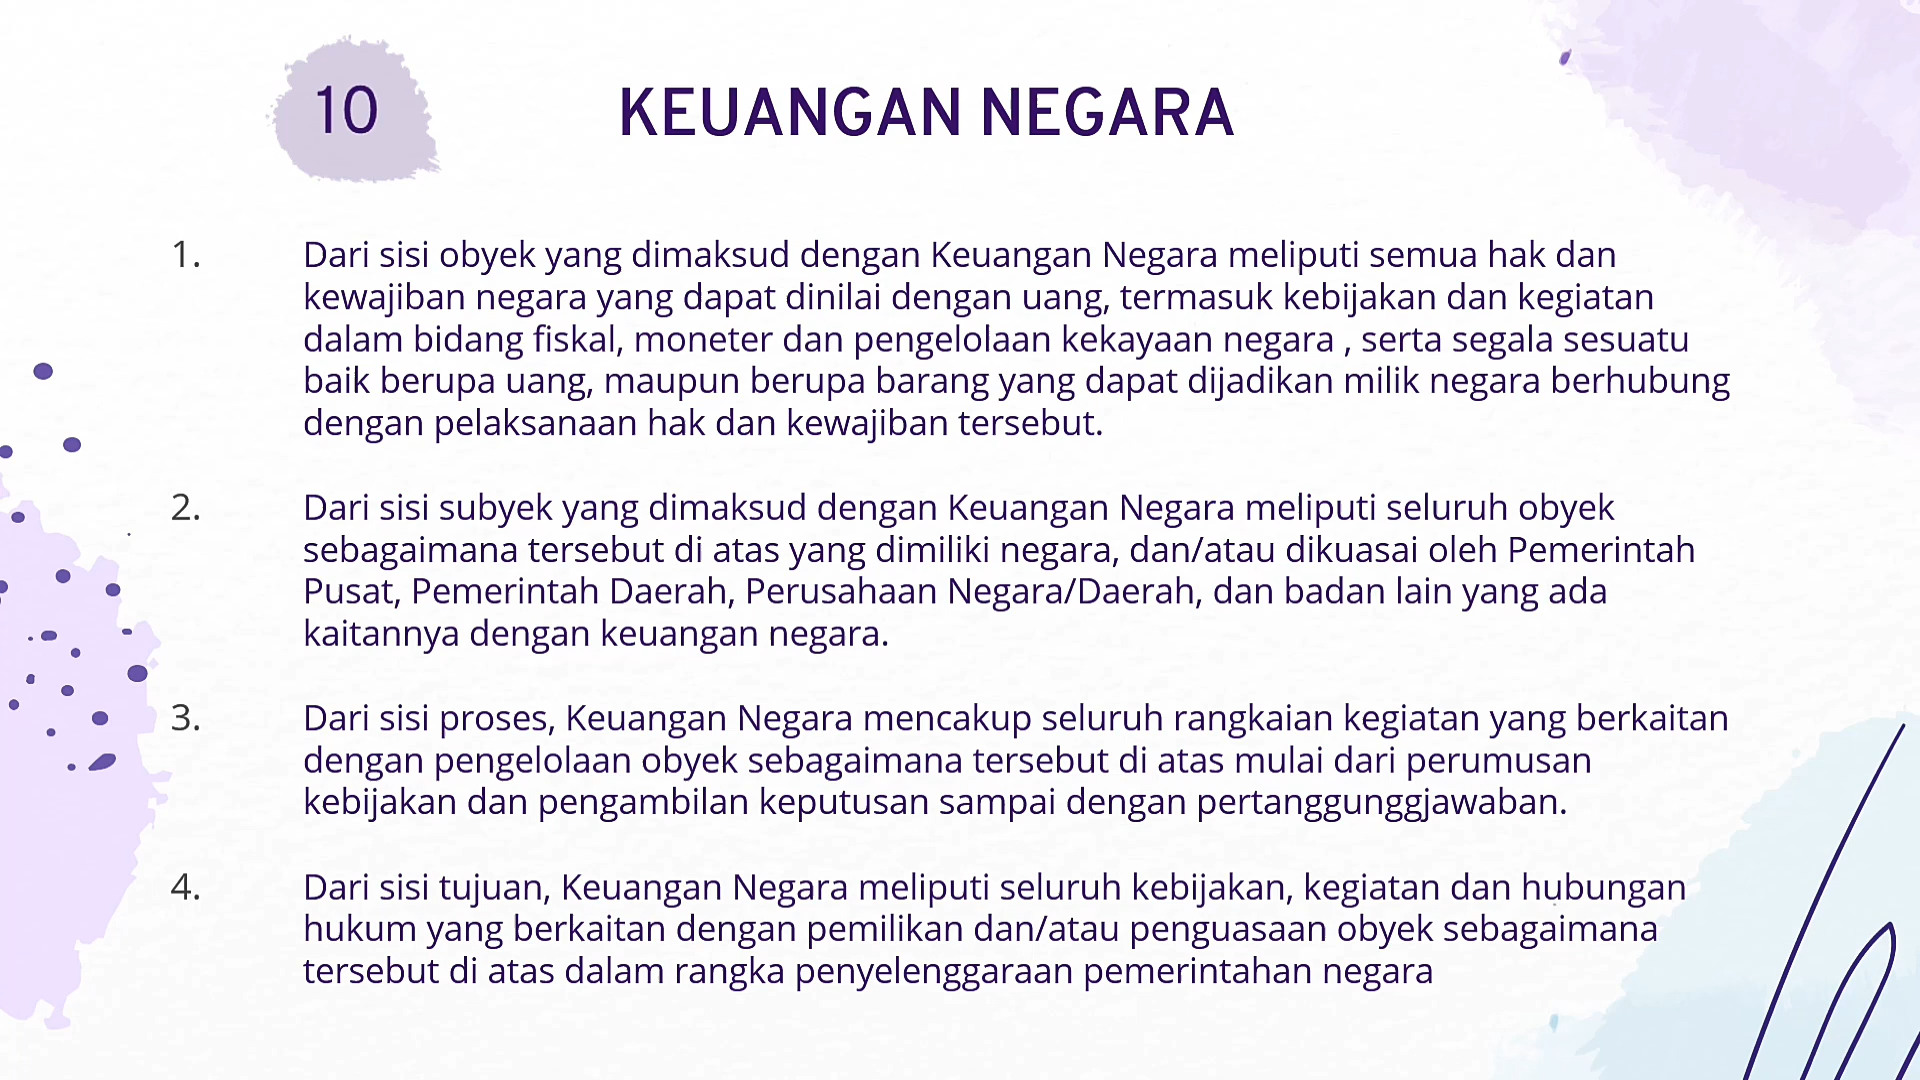 10
KEUANGAN NEGARA
1. Dari sisi obyek yang dimaksud dengan Keuangan Negara meliputi semua hak dan
kewajiban negara yang dapat dinilai dengan uang, termasuk kebijakan dan kegiatan
dalam bidang fiskal, moneter dan pengelolaan kekayaan negara , serta segala sesuatu
baik berupa uang, maupun berupa barang yang dapat dijadikan milik negara berhubung
dengan pelaksanaan hak dan kewajiban tersebut.
2. Dari sisi subyek yang dimaksud dengan Keuangan Negara meliputi seluruh obyek
sebagaimana tersebut di atas yang dimiliki negara, dan/atau dikuasai oleh Pemerintah
Pusat, Pemerintah Daerah, Perusahaan Negara/Daerah, dan badan lain yang ada
kaitannya dengan keuangan negara.
3. Dari sisi proses, Keuangan Negara mencakup seluruh rangkaian kegiatan yang berkaitan
dengan pengelolaan obyek sebagaimana tersebut di atas mulai dari perumusan
kebijakan dan pengambilan keputusan sampai dengan pertanggunggjawaban.
4. Dari sisi tujuan, Keuangan Negara meliputi seluruh kebijakan, kegiatan dan hubungan
hukum yang berkaitan dengan pemilikan dan/atau penguasaan obyek sebagaimana
tersebut di atas dalam rangka penyelenggaraan pemerintahan negara